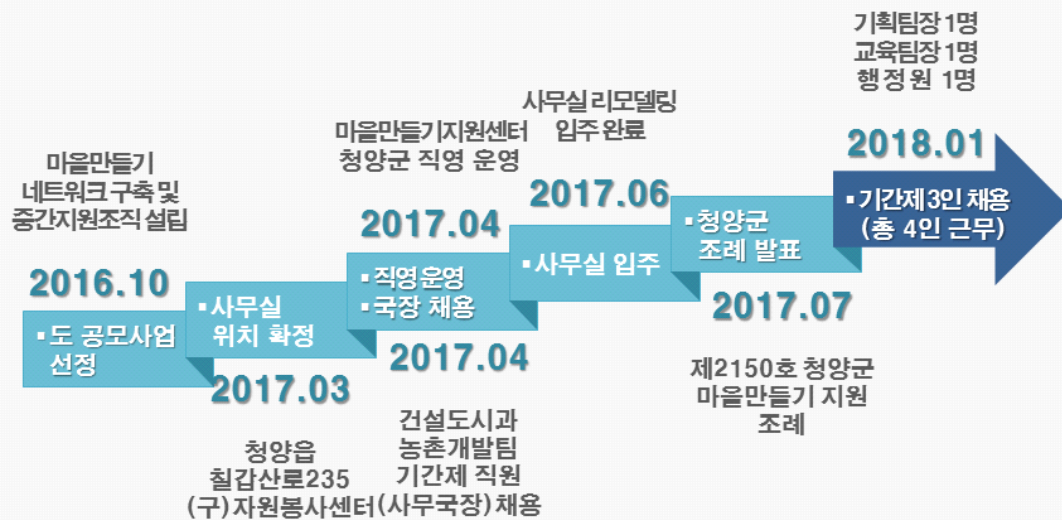 마을만들기
네트워크 구축 및
중간지원조직 설립
2016.10
▪ 도 공모사업
선정
▪ 사무실
위치 확정
2017.03
청양읍
칠갑산로235
(구)자원봉사센터
마을만들기지원센터
청양군 직영 운영
2017.04
▪ 직영운영
▪ 국장 채용
2017.04
건설도시과
농촌개발팀
기간제 직원
(사무국장)채용
사무실 리모델링
입주 완료
2017.06
▪ 사무실 입주
▪ 청양군
조례 발표
2017.07
제2150호 청양군
마을만들기 지원
조례
기획팀장 1명
교육팀장 1명
행정원 1명
2018.01
▪ 기간제 3인 채용
(총 4인 근무)